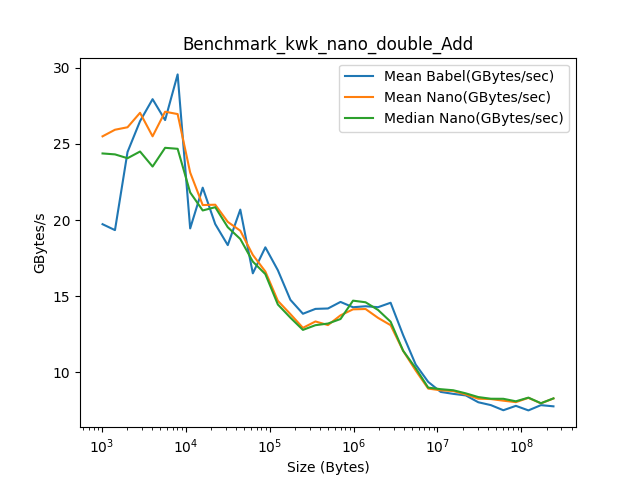 Benchmark_kwk_nano_double_Add
Mean Babel(GBytes/sec)
Mean Nano(GBytes/sec)
Median Nano(GBytes/sec)
GBytes/s
30
25
20
15
10
10³ 10⁴ 10⁵ 10⁶ 10⁷ 10⁸
Size (Bytes)